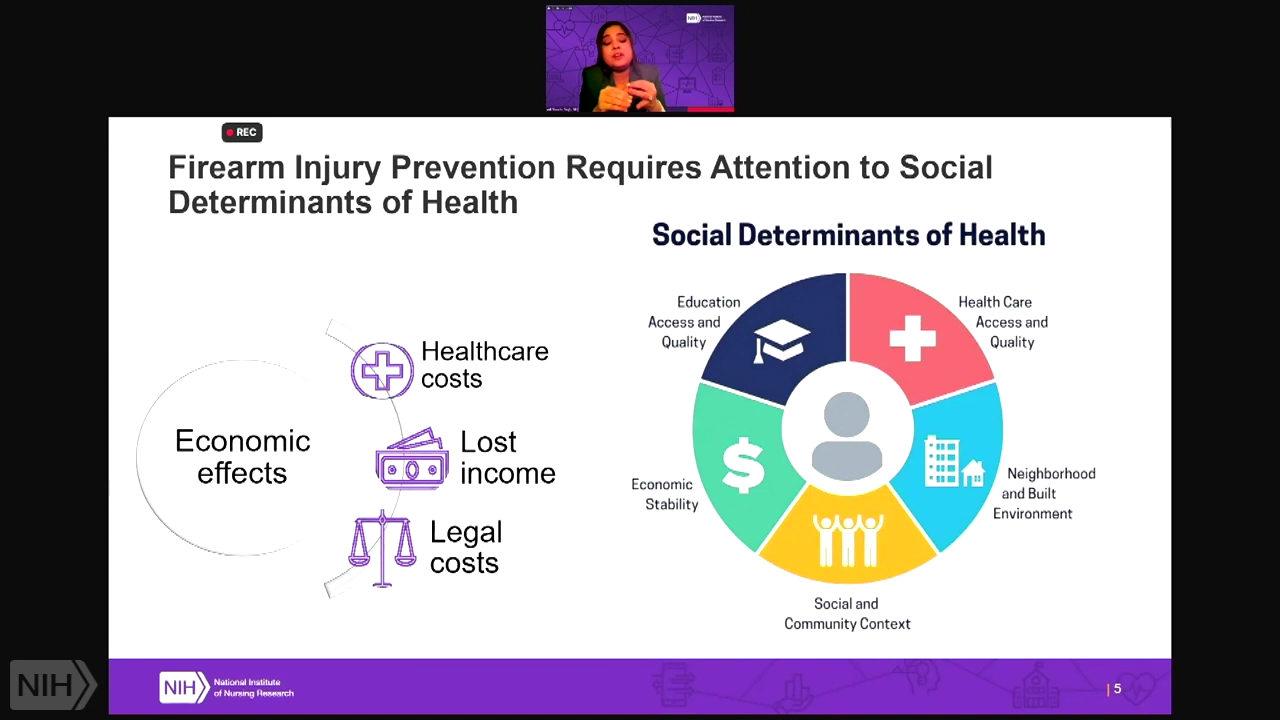 NIH
REC
Firearm Injury Prevention Requires Attention to Social
Determinants of Health
Social Determinants of Health
Economic
effects
Healthcare
costs
Lost
income
Legal
costs
Education
Access and
Quality
Health Care
Access and
Quality
Economic
Stability
Neighborhood
and Built
Environment
Social and
Community Context
NIH
NIH
National Institute
of Nursing Research
| 5